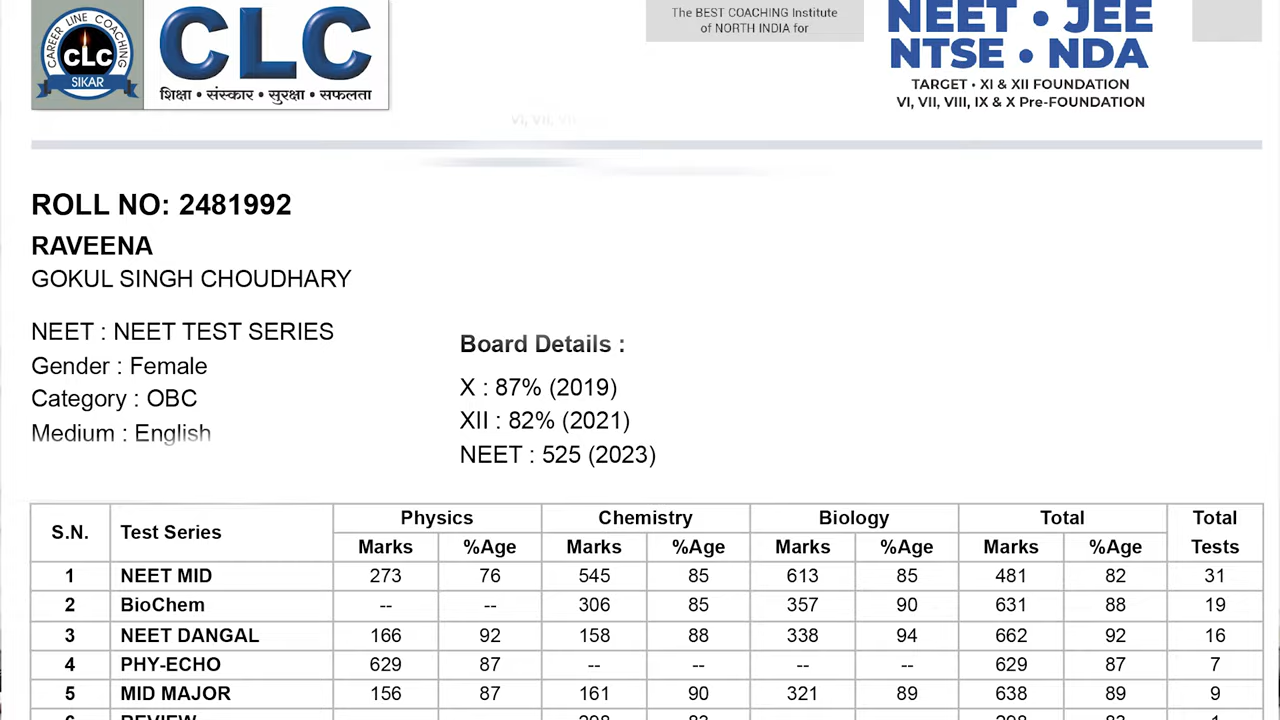 CAREER LINE COACHING
CLC
SIKAR
CLC
शिक्षा • संस्कार • सुरक्षा • सफलता
The BEST COACHING Institute
of NORTH INDIA for
NEET • JEE
NTSE • NDA
TARGET • XI & XII FOUNDATION
VI, VII, VIII, IX & X Pre-FOUNDATION
ROLL NO: 2481992
RAVEENA
GOKUL SINGH CHOUDHARY
NEET : NEET TEST SERIES
Gender : Female
Category : OBC
Medium : English
Board Details :
X : 87% (2019)
XII : 82% (2021)
NEET : 525 (2023)
S.N. Test Series Physics Chemistry Biology Total Total Tests
Marks %Age Marks %Age Marks %Age Marks %Age
1 NEET MID 273 76 545 85 613 85 481 82 31
2 BioChem -- -- 306 85 357 90 631 88 19
3 NEET DANGAL 166 92 158 88 338 94 662 92 16
4 PHY-ECHO 629 87 -- -- -- -- 629 87 7
5 MID MAJOR 156 87 161 90 321 89 638 89 9